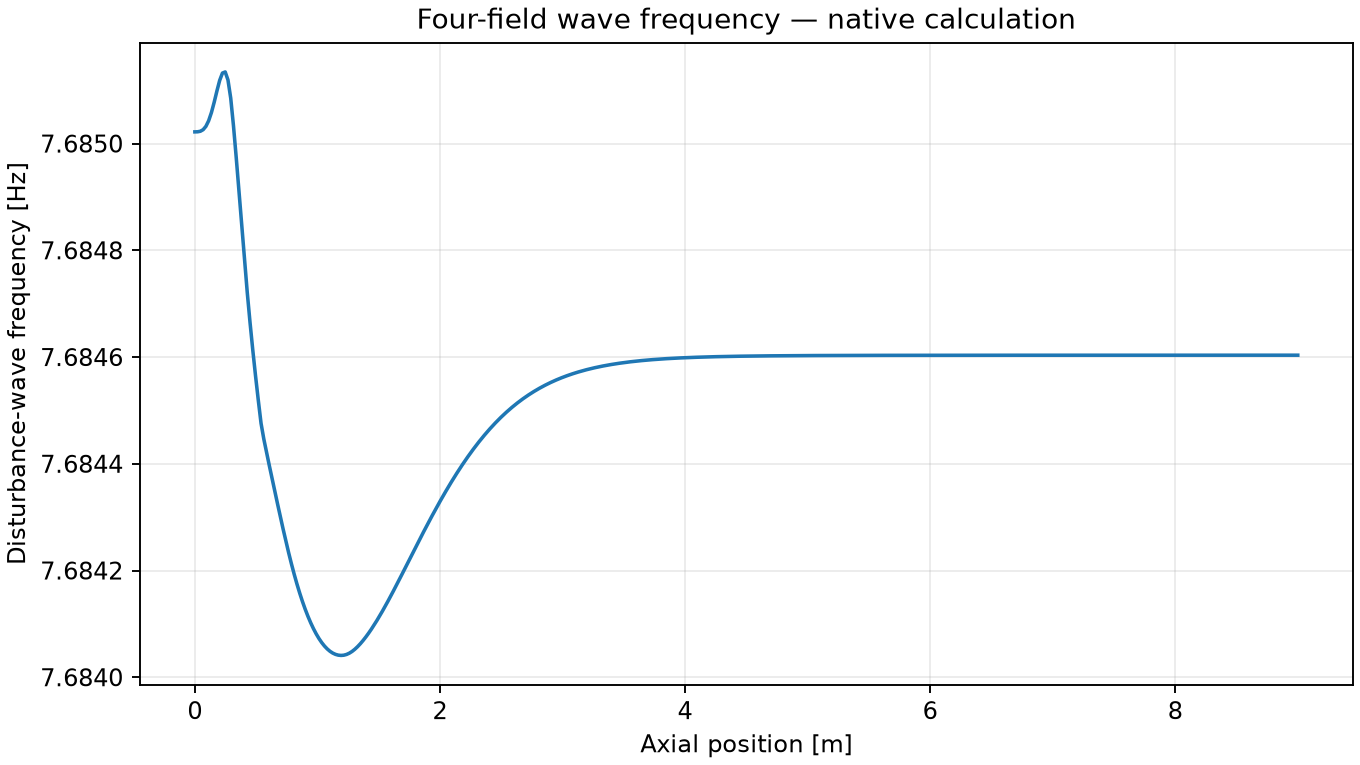 Four-field wave frequency — native calculation
Disturbance-wave frequency [Hz]
7.6850
7.6848
7.6846
7.6844
7.6842
7.6840
0 2 4 6 8
Axial position [m]